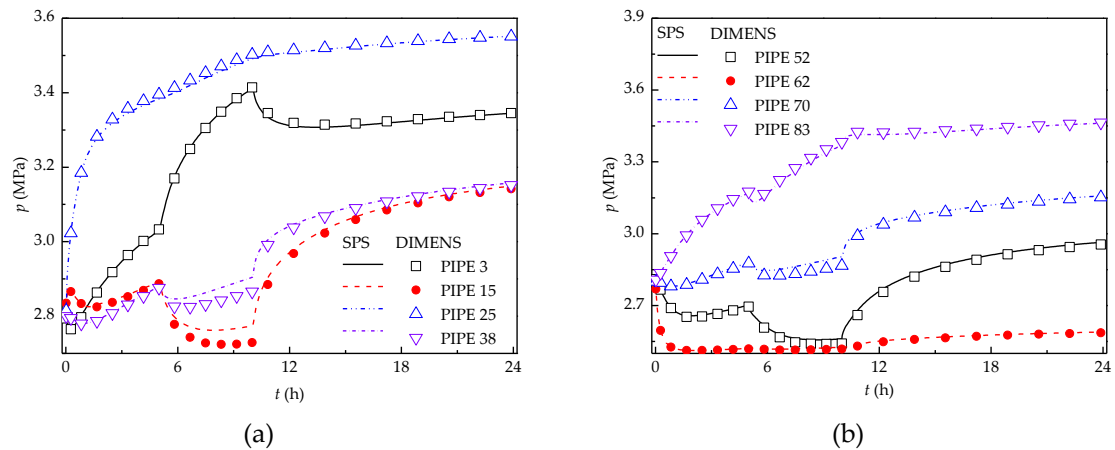 3.6
3.4
3.2
3.0
2.8
p (MPa)
SPS DIMENS
PIPE 3
PIPE 15
PIPE 25
PIPE 38
0 6 12 18 24
t (h)
(a)
3.9
3.6
3.3
3.0
2.7
p (MPa)
SPS DIMENS
PIPE 52
PIPE 62
PIPE 70
PIPE 83
0 6 12 18 24
t (h)
(b)